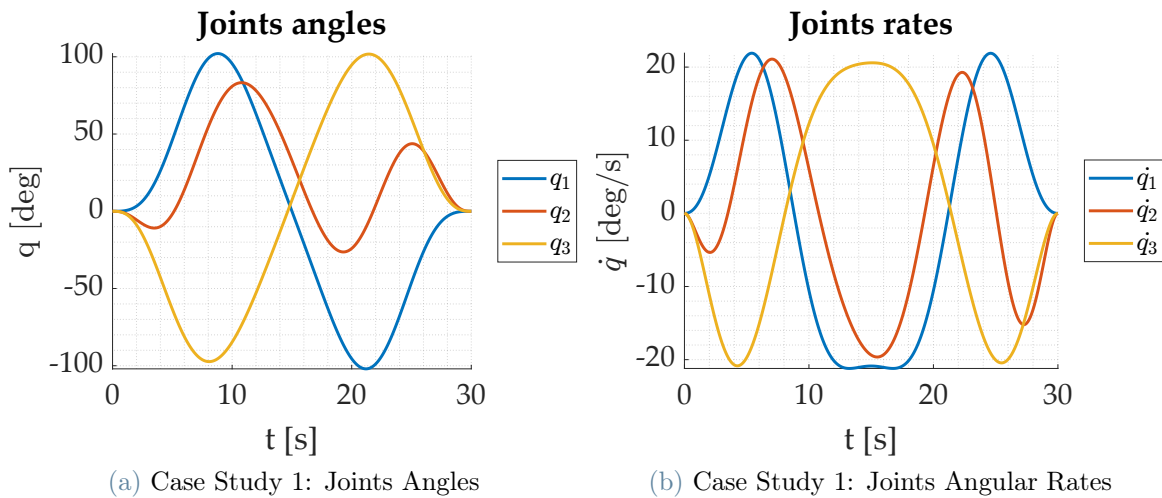 Joints angles
100
50
0
-50
-100
q [deg]
0
10
20
30
t [s]
q1
q2
q3
(a) Case Study 1: Joints Angles
Joints rates
20
10
0
-10
-20
q̇ [deg/s]
0
10
20
30
t [s]
q̇1
q̇2
q̇3
(b) Case Study 1: Joints Angular Rates